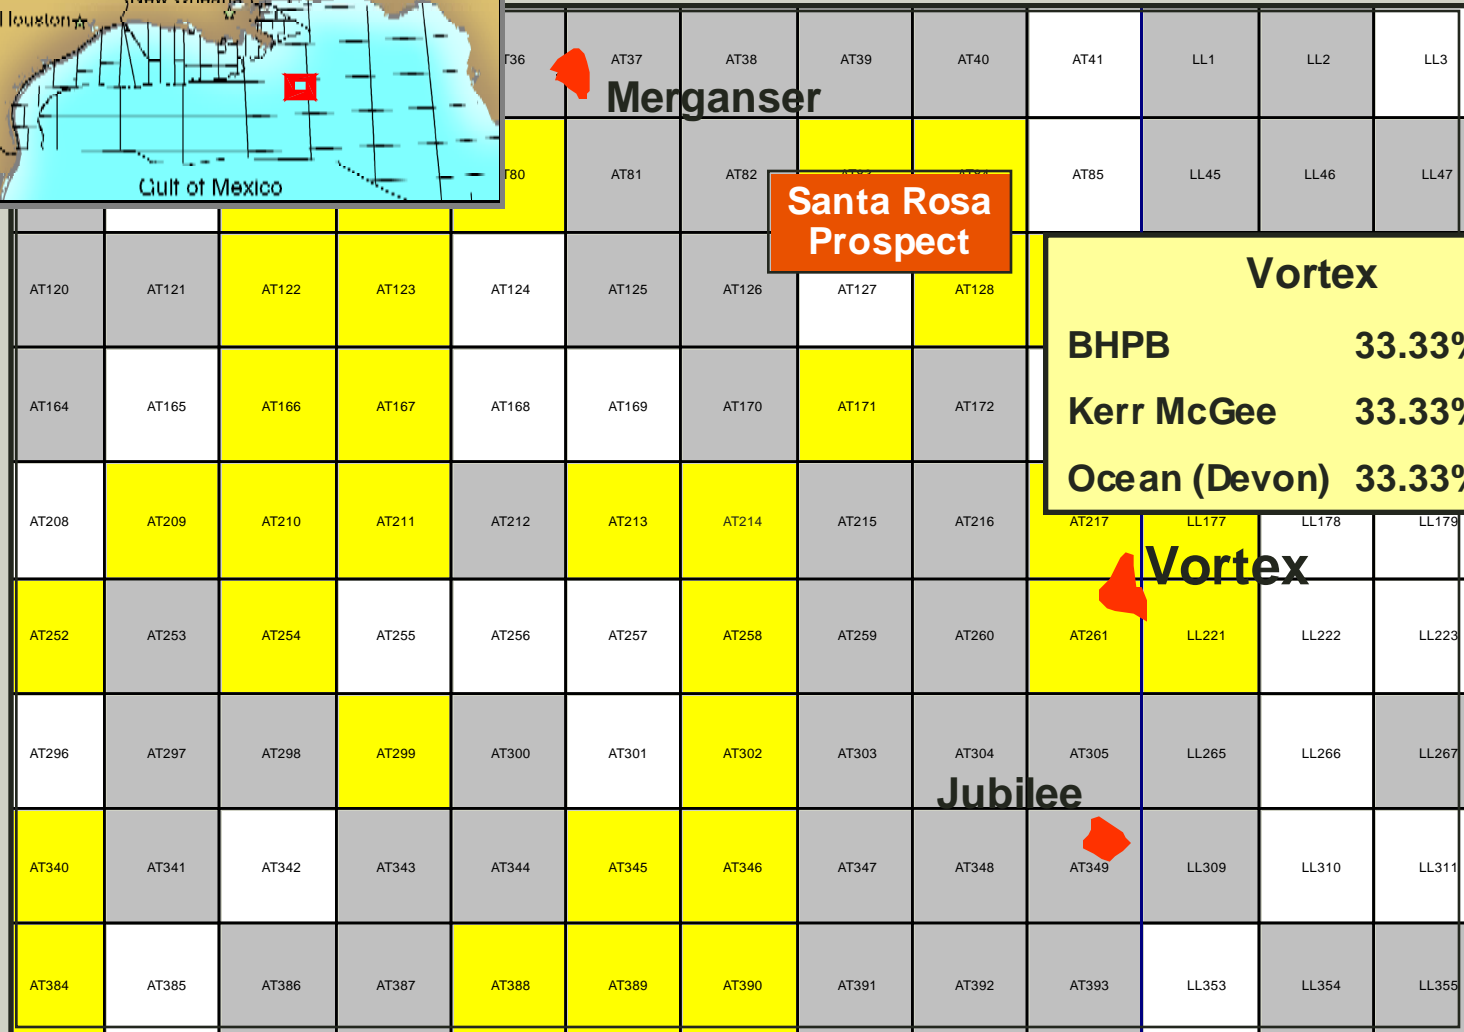 Houston
Gulf of Mexico
AT37 AT38 AT39 AT40 AT41 LL1 LL2 LL3
Merganser
AT81 AT82 AT85 LL45 LL46 LL47
Santa Rosa
Prospect
AT120 AT121 AT122 AT123 AT124 AT125 AT126 AT127 AT128
Vortex
BHPB 33.33%
Kerr McGee 33.33%
Ocean (Devon) 33.33%
AT164 AT165 AT166 AT167 AT168 AT169 AT170 AT171 AT172
AT208 AT209 AT210 AT211 AT212 AT213 AT214 AT215 AT216 AT217 LL177 LL178 LL179
Vortex
AT252 AT253 AT254 AT255 AT256 AT257 AT258 AT259 AT260 AT261 LL221 LL222 LL223
AT296 AT297 AT298 AT299 AT300 AT301 AT302 AT303 AT304 AT305 LL265 LL266 LL267
Jubilee
AT340 AT341 AT342 AT343 AT344 AT345 AT346 AT347 AT348 AT349 LL309 LL310 LL311
AT384 AT385 AT386 AT387 AT388 AT389 AT390 AT391 AT392 AT393 LL353 LL354 LL355